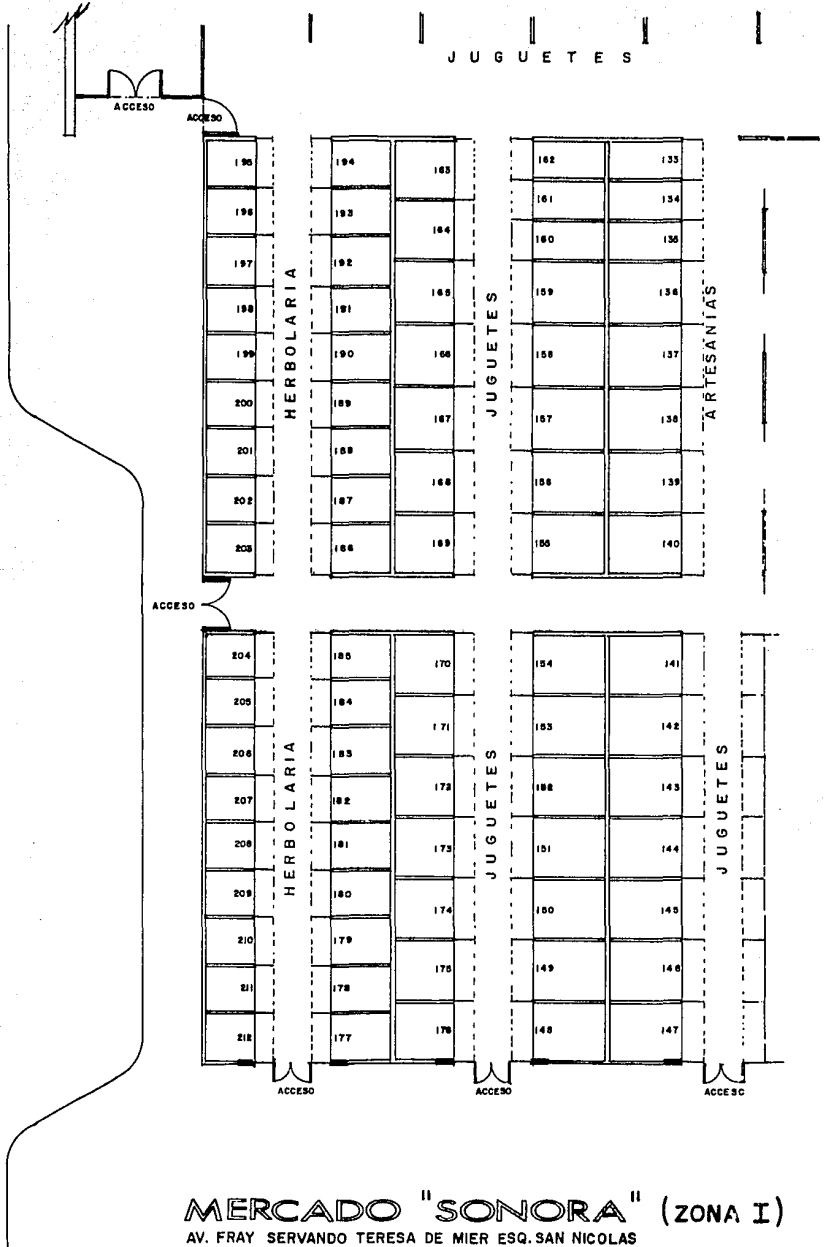 JUGUETES
ACCESO
ACCESO
195 194 163 162 133
196 193 164 161 134
197 192 165 160 135
198 191 166 159 136
199 190 167 158 137
200 189 168 157 138
201 188 169 156 139
202 187 155 140
203 186
HERBOLARIA
JUGUETES
ARTESANIAS
ACCESO
204 185 170 154 141
205 184 171 153 142
206 183 172 152 143
207 182 173 151 144
208 181 174 150 145
209 180 175 149 146
210 179 176 148 147
211 178
212 177
HERBOLARIA
JUGUETES
JUGUETES
ACCESO
ACCESO
ACCESO
MERCADO "SONORA" (ZONA I)
AV. FRAY SERVANDO TERESA DE MIER ESQ. SAN NICOLAS